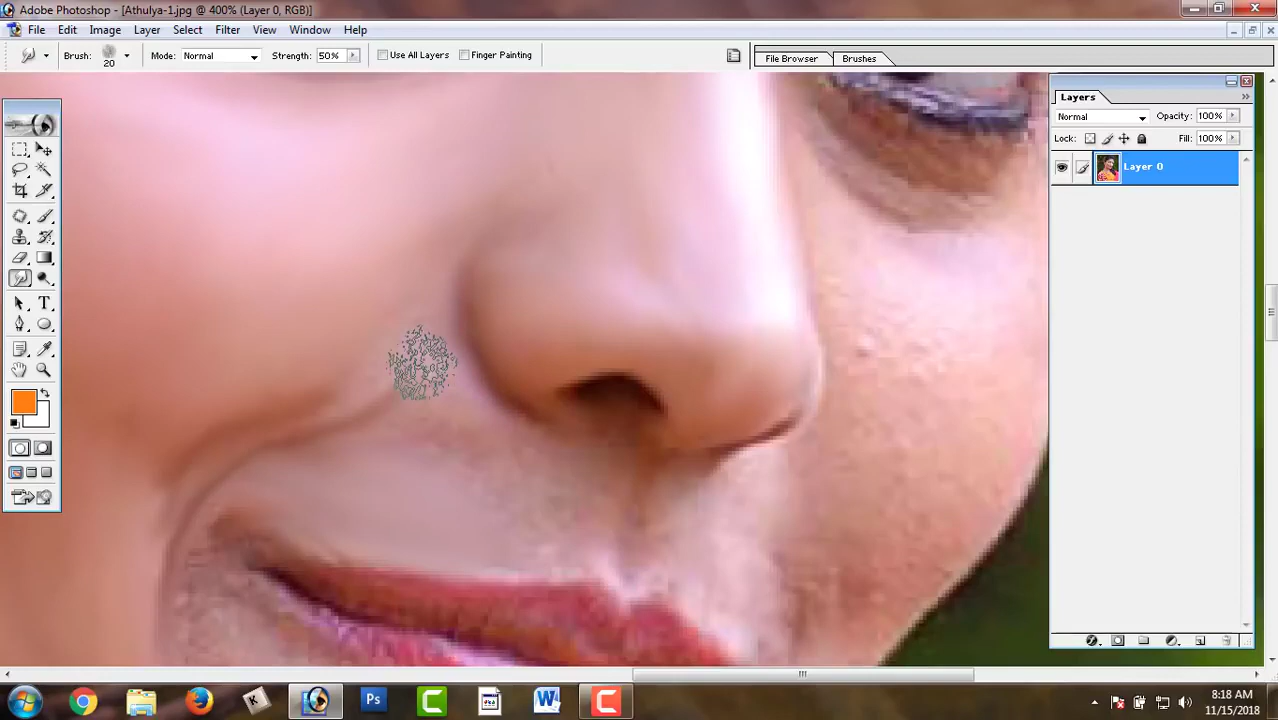 Adobe Photoshop - [Athulya-1.jpg @ 400% (Layer 0, RGB)]
File Edit Image Layer Select Filter View Window Help
Brush: 20 Mode: Normal Strength: 50% Use All Layers Finger Painting File Browser Brushes
Layers
Normal Opacity: 100%
Lock: Fill: 100%
Layer 0
T
K Ps C W C
8:18 AM
11/15/2018